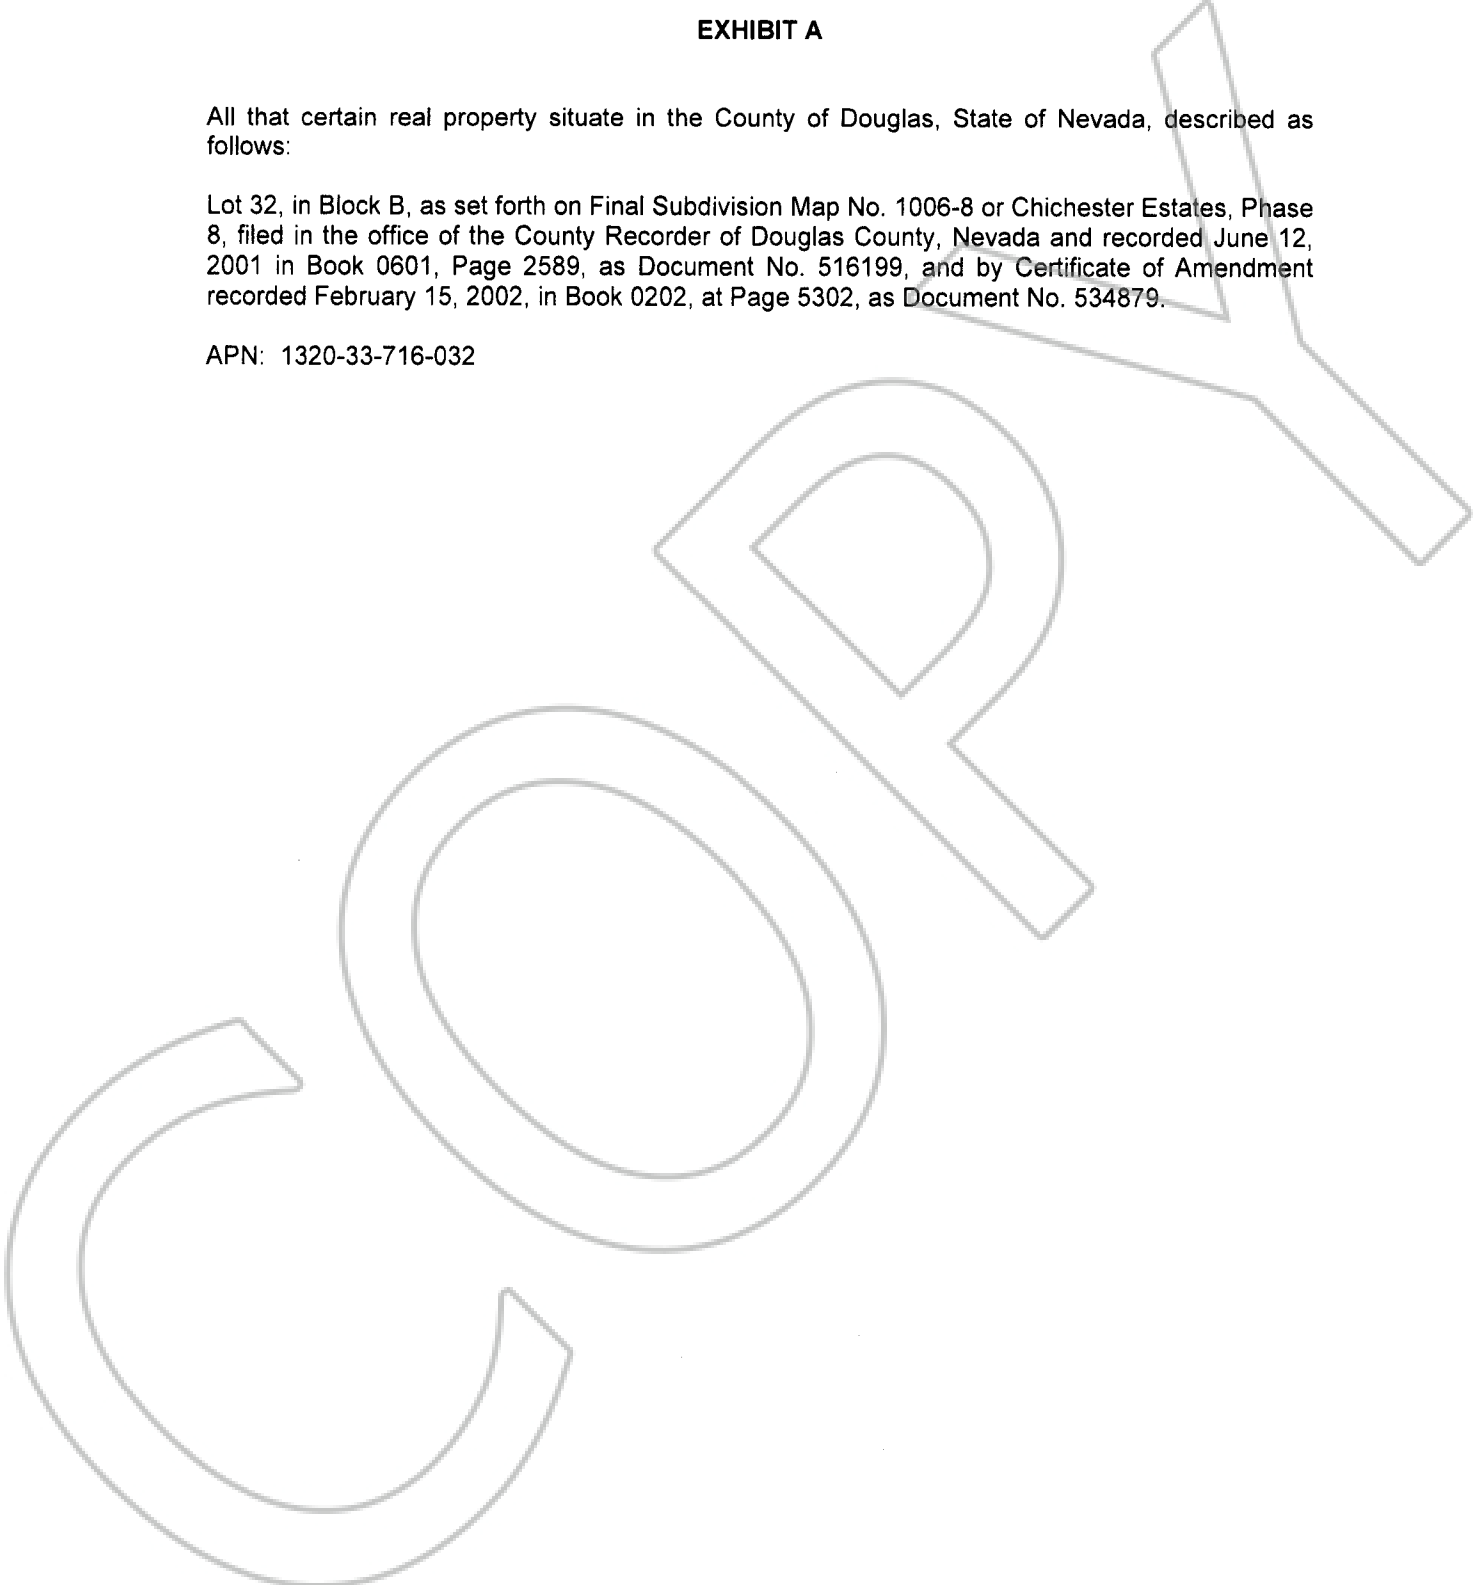 EXHIBIT A
All that certain real property situate in the County of Douglas, State of Nevada, described as
follows:
Lot 32, in Block B, as set forth on Final Subdivision Map No. 1006-8 or Chichester Estates, Phase
8, filed in the office of the County Recorder of Douglas County, Nevada and recorded June 12,
2001 in Book 0601, Page 2589, as Document No. 516199, and by Certificate of Amendment
recorded February 15, 2002, in Book 0202, at Page 5302, as Document No. 534879.
APN: 1320-33-716-032
COPY